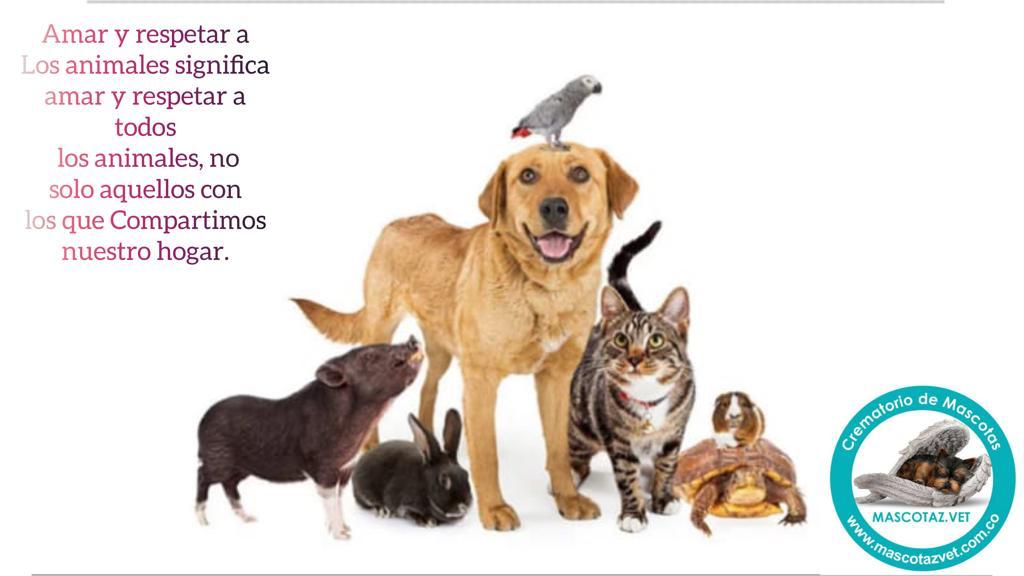 Amar y respetar a
Los animales significa
amar y respetar a
todos
los animales, no
solo aquellos con
los que Compartimos
nuestro hogar.
Crematorio de Mascotas
MASCOTAZ.VET
www.mascotazvet.com.co